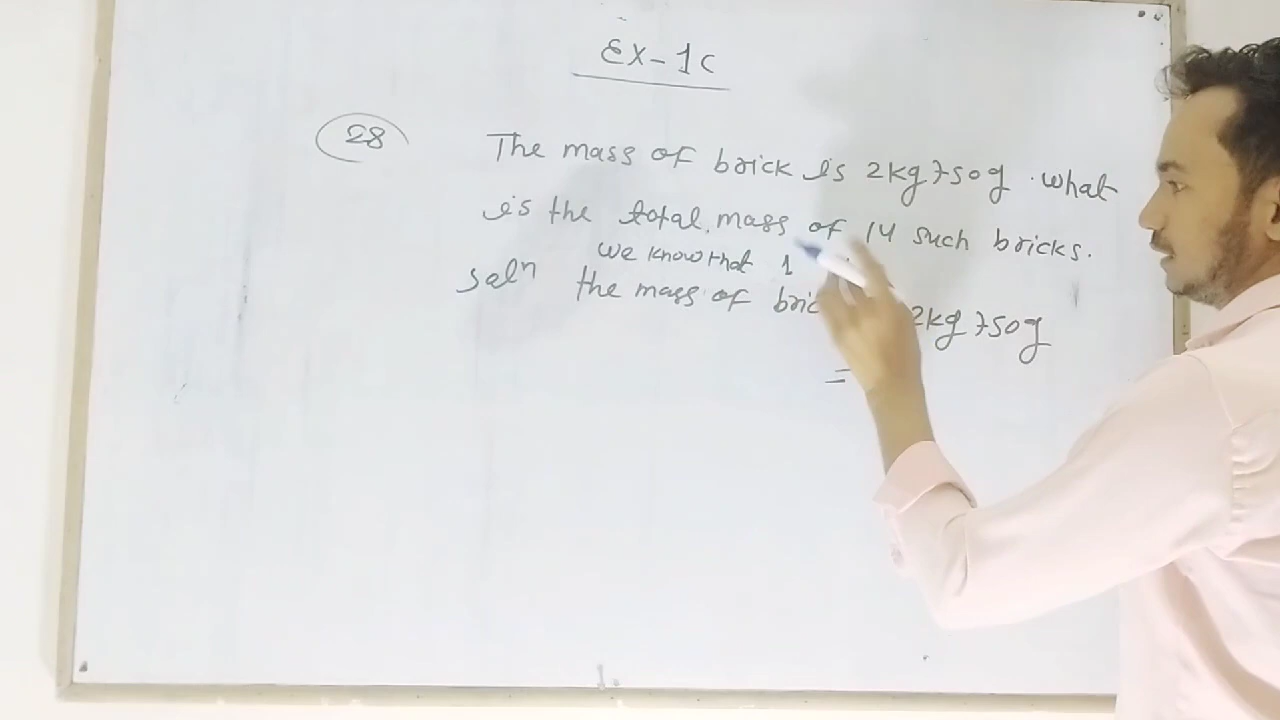 EX-1C
28
The mass of brick is 2kg 750g. what
is the total mass of 14 such bricks.
we know that 1
Soln the mass of bric 2kg 750g
=